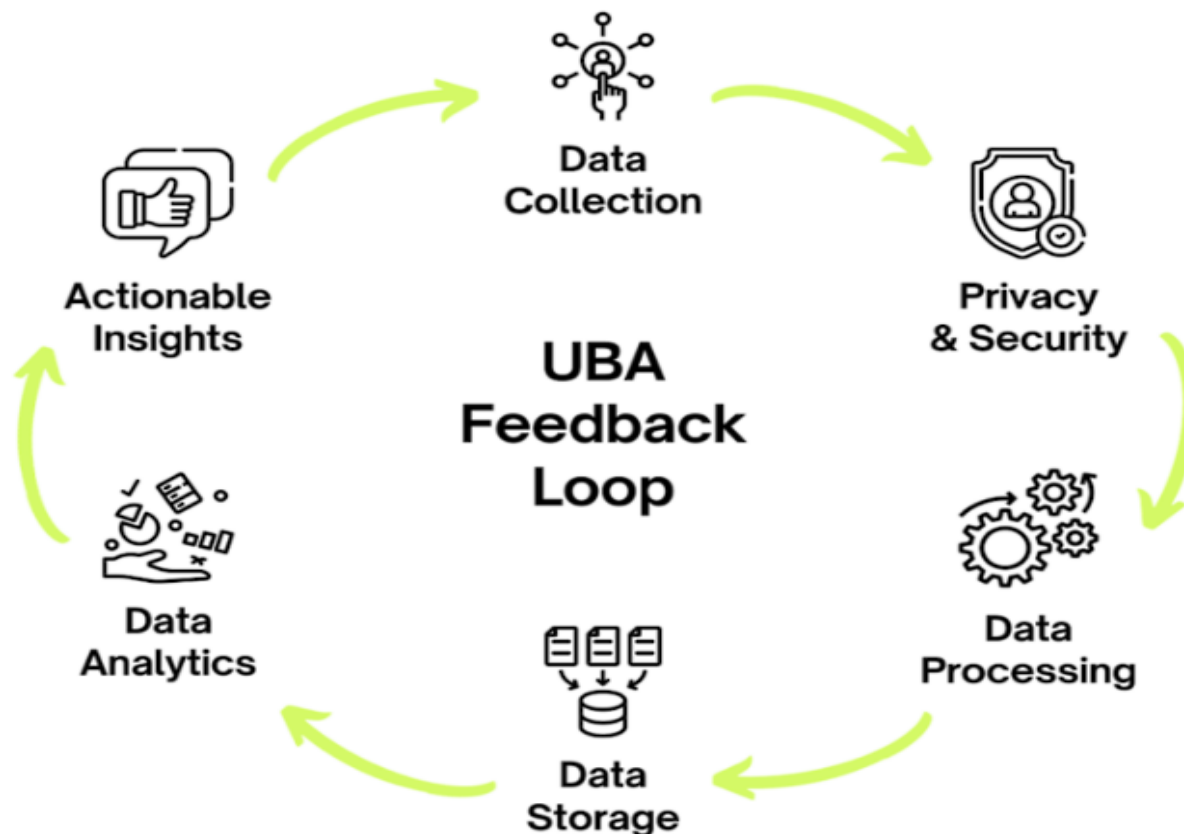 Data
Collection
Privacy
& Security
Data
Processing
Data
Storage
Data
Analytics
Actionable
Insights
UBA
Feedback
Loop